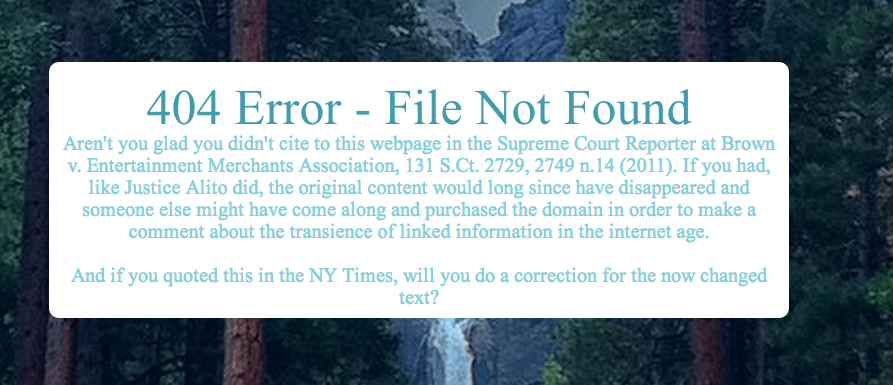 404 Error - File Not Found
Aren't you glad you didn't cite to this webpage in the Supreme Court Reporter at Brown
v. Entertainment Merchants Association, 131 S.Ct. 2729, 2749 n.14 (2011). If you had,
like Justice Alito did, the original content would long since have disappeared and
someone else might have come along and purchased the domain in order to make a
comment about the transience of linked information in the internet age.
And if you quoted this in the NY Times, will you do a correction for the now changed
text?